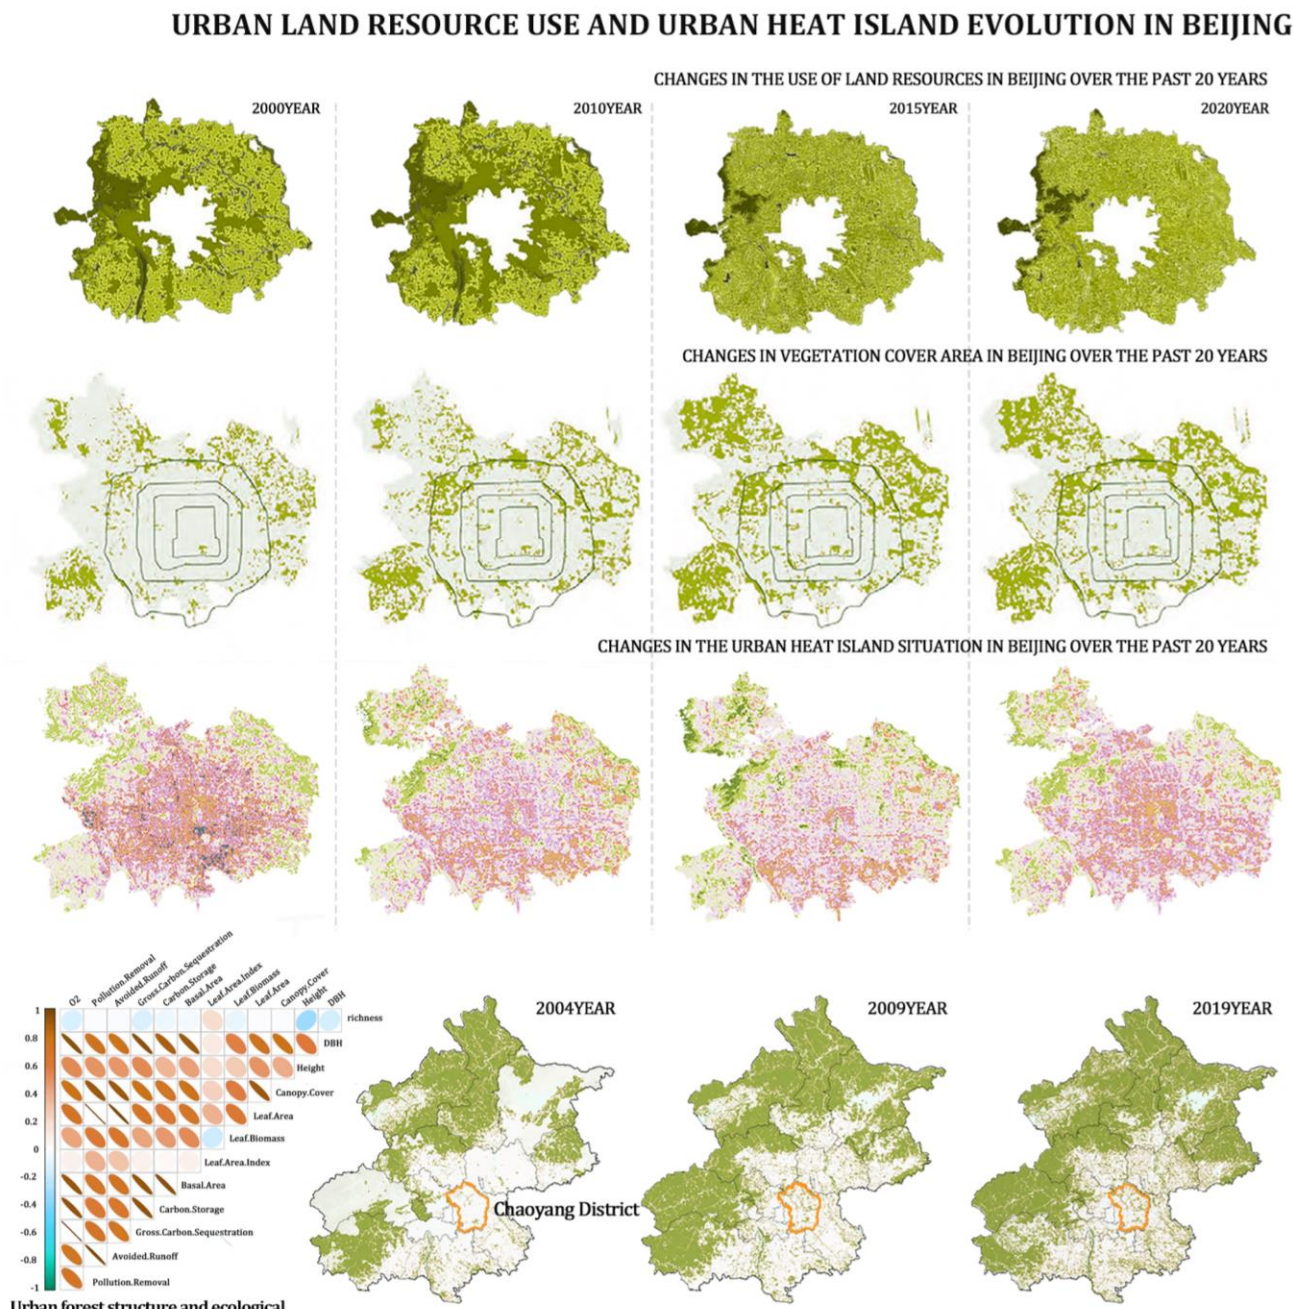 URBAN LAND RESOURCE USE AND URBAN HEAT ISLAND EVOLUTION IN BEIJING
CHANGES IN THE USE OF LAND RESOURCES IN BEIJING OVER THE PAST 20 YEARS
2000YEAR
2010YEAR
2015YEAR
2020YEAR
CHANGES IN VEGETATION COVER AREA IN BEIJING OVER THE PAST 20 YEARS
CHANGES IN THE URBAN HEAT ISLAND SITUATION IN BEIJING OVER THE PAST 20 YEARS
O2
Pollution.Removal
Avoided.Runoff
Gross.Carbon.Sequestration
Carbon.Storage
Basal.Area
Leaf.Area.Index
Leaf.Biomass
Leaf.Area
Canopy.Cover
Height
DBH
1
0.8
0.6
0.4
0.2
0
-0.2
-0.4
-0.6
-0.8
-1
richness
DBH
Height
Canopy.Cover
Leaf.Area
Leaf.Biomass
Leaf.Area.Index
Basal.Area
Carbon.Storage
Gross.Carbon.Sequestration
Avoided.Runoff
Pollution.Removal
2004YEAR
2009YEAR
2019YEAR
Chaoyang District
Urban forest structure and ecological